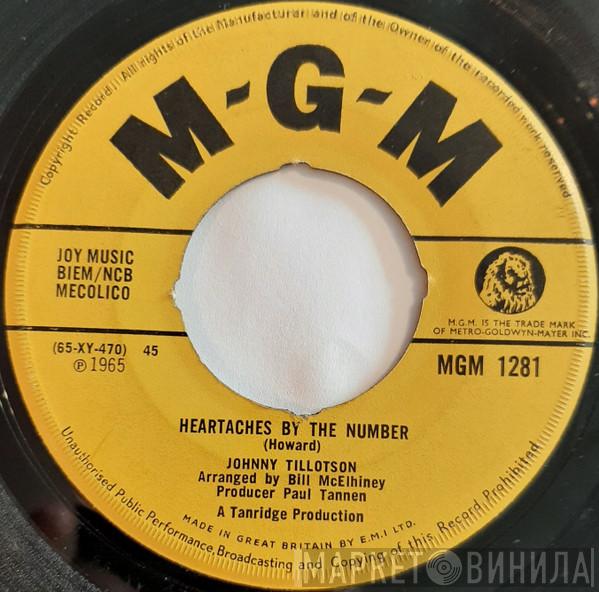 Copyright (Record). All rights of the Manufacturer and of the Owner of the recorded work reserved
M-G-M
JOY MUSIC
BIEM/NCB
MECOLICO
M.G.M. IS THE TRADE MARK
OF METRO-GOLDWYN-MAYER INC.
(65-XY-470) 45
℗ 1965
MGM 1281
HEARTACHES BY THE NUMBER
(Howard)
JOHNNY TILLOTSON
Arranged by Bill McElhiney
Producer Paul Tannen
A Tanridge Production
MADE IN GREAT BRITAIN BY E.M.I LTD.
Unauthorised Public Performance, Broadcasting and Copying of this Record Prohibited
МАРКЕТ ВИНИЛА